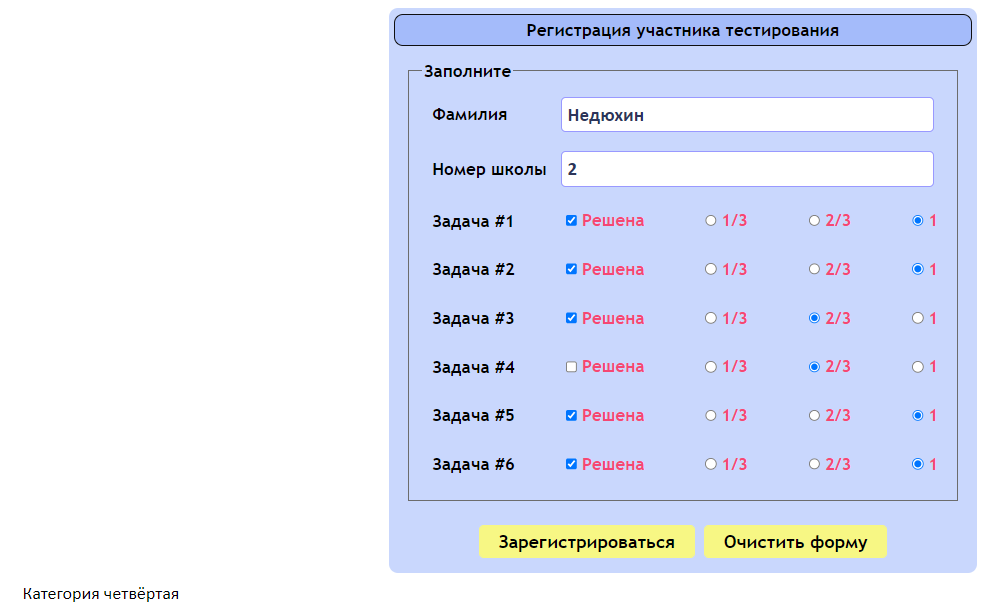 Регистрация участника тестирования
Заполните
Фамилия Недюхин
Номер школы 2
Задача #1 Решена 1/3 2/3 1
Задача #2 Решена 1/3 2/3 1
Задача #3 Решена 1/3 2/3 1
Задача #4 Решена 1/3 2/3 1
Задача #5 Решена 1/3 2/3 1
Задача #6 Решена 1/3 2/3 1
Зарегистрироваться Очистить форму
Категория четвёртая